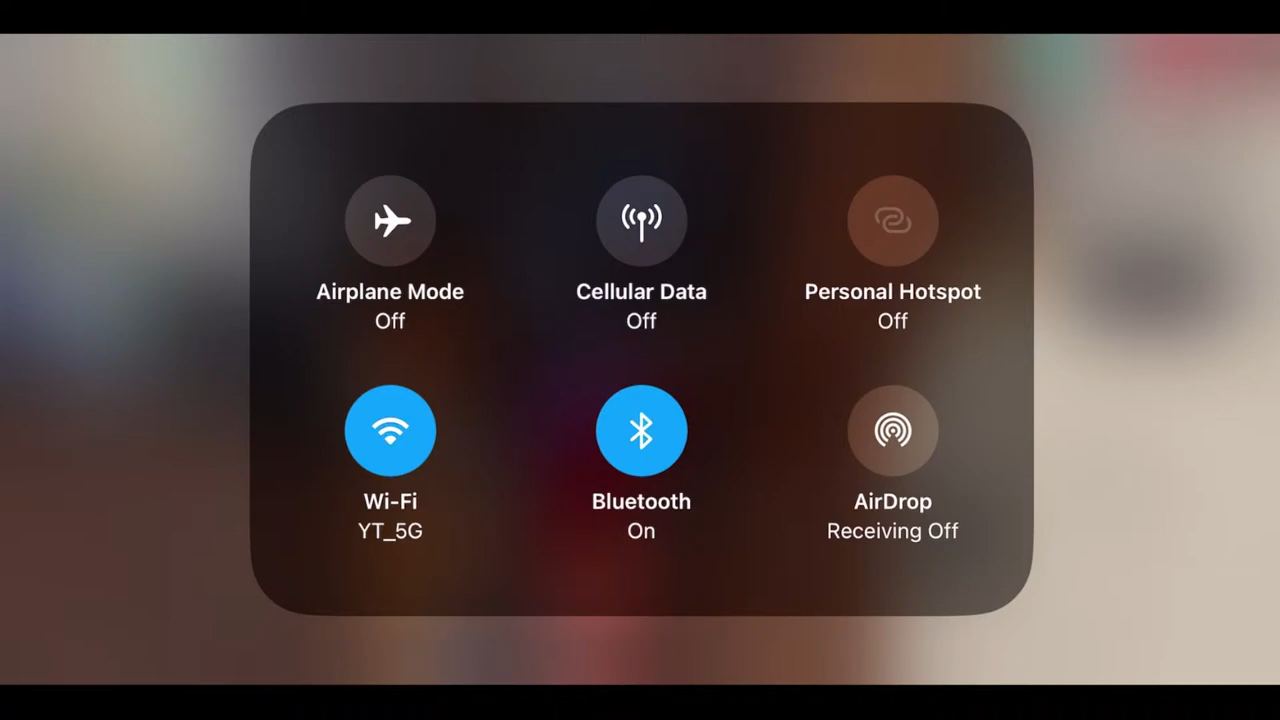 Airplane Mode
Off
Cellular Data
Off
Personal Hotspot
Off
Wi-Fi
YT_5G
Bluetooth
On
AirDrop
Receiving Off